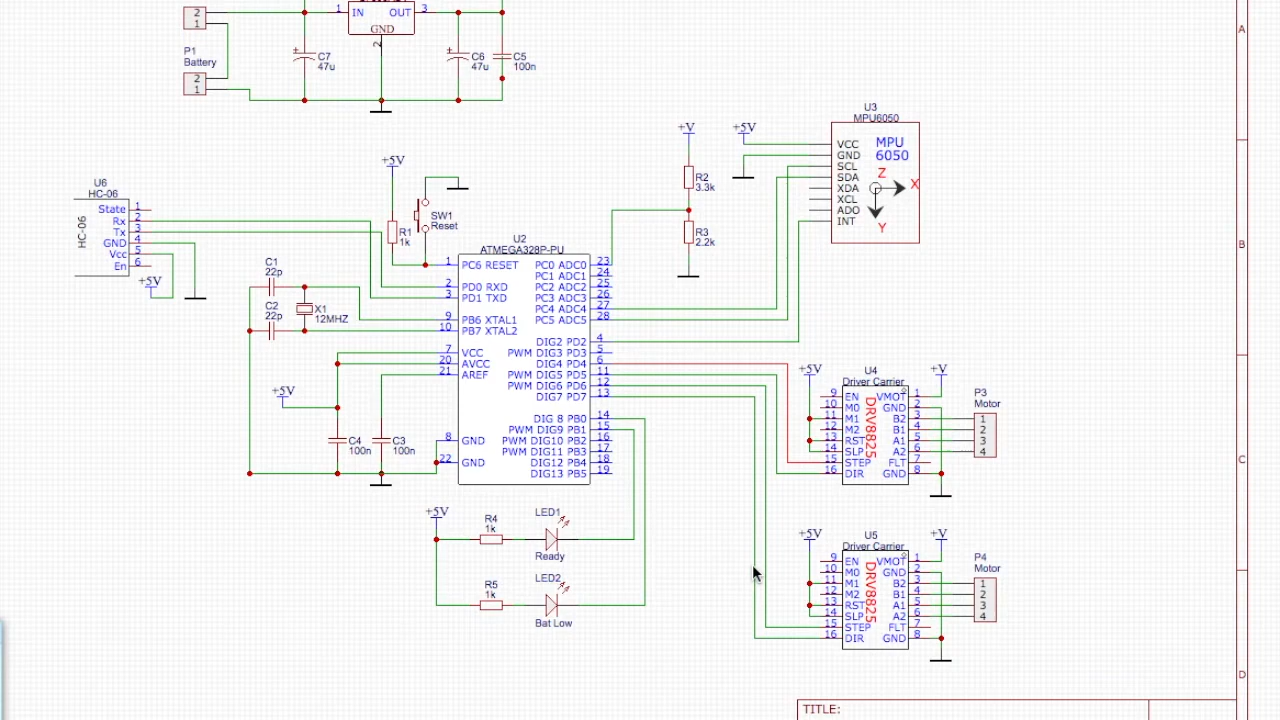 2
1
1 IN OUT 3
GND
2
C7
47u
C6
47u
C5
100n
P1
Battery
2
1
A
U3
MPU6050
+V
+5V
MPU
6050
VCC
GND
SCL
SDA
XDA
XCL
ADO
INT
Z
X
Y
R2
3.3k
R3
2.2k
+5V
SW1
Reset
R1
1k
U6
HC-06
HC-06
State 1
Rx 2
Tx 3
GND 4
Vcc 5
En 6
+5V
B
U2
ATMEGA328P-PU
1 PC6 RESET
2 PD0 RXD
3 PD1 TXD
9 PB6 XTAL1
10 PB7 XTAL2
7 VCC
20 AVCC
21 AREF
8 GND
22 GND
PC0 ADC0 23
PC1 ADC1 24
PC2 ADC2 25
PC3 ADC3 26
PC4 ADC4 27
PC5 ADC5 28
DIG2 PD2 4
PWM DIG3 PD3 5
DIG4 PD4 6
PWM DIG5 PD5 11
PWM DIG6 PD6 12
DIG7 PD7 13
DIG 8 PB0 14
PWM DIG9 PB1 15
PWM DIG10 PB2 16
PWM DIG11 PB3 17
DIG12 PB4 18
DIG13 PB5 19
C1
22p
C2
22p
X1
12MHZ
+5V
C4
100n
C3
100n
+5V
U4
Driver Carrier
+V
P3
Motor
9 EN
10 M0
11 M1
12 M2
13 RST
14 SLP
15 STEP
16 DIR
DRV8825
VMOT 1
GND 2
B2 3
B1 4
A1 5
A2 6
FLT 7
GND 8
1
2
3
4
C
+5V
R4
1k
LED1
Ready
R5
1k
LED2
Bat Low
+5V
U5
Driver Carrier
+V
P4
Motor
9 EN
10 M0
11 M1
12 M2
13 RST
14 SLP
15 STEP
16 DIR
DRV8825
VMOT 1
GND 2
B2 3
B1 4
A1 5
A2 6
FLT 7
GND 8
1
2
3
4
D
TITLE: